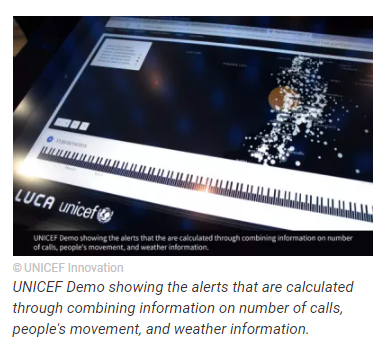 LUCA unicef
UNICEF Demo showing the alerts that the are calculated through combining information on number
of calls, people's movement, and weather information.
© UNICEF Innovation
UNICEF Demo showing the alerts that are calculated
through combining information on number of calls,
people's movement, and weather information.